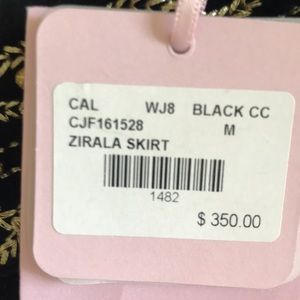 CAL WJ8 BLACK CC
CJF161528 M
ZIRALA SKIRT
1482
$ 350.00